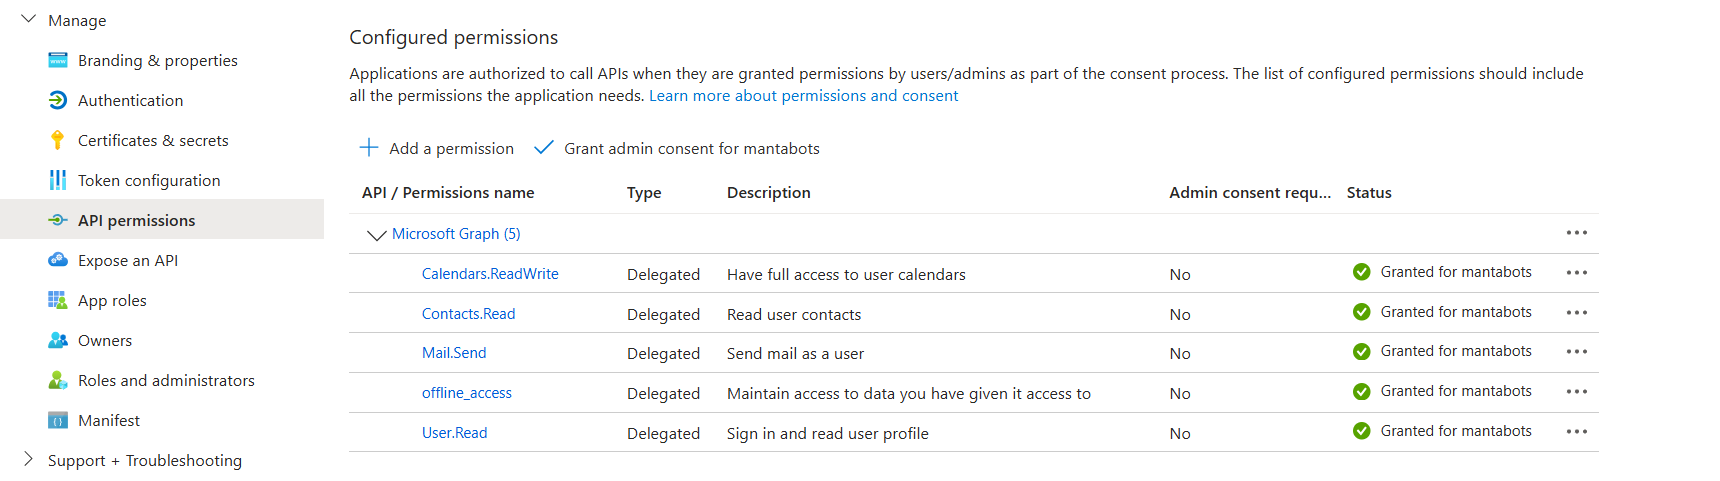 Manage
Branding & properties
Authentication
Certificates & secrets
Token configuration
API permissions
Expose an API
App roles
Owners
Roles and administrators
Manifest
Support + Troubleshooting
Configured permissions
Applications are authorized to call APIs when they are granted permissions by users/admins as part of the consent process. The list of configured permissions should include
all the permissions the application needs. Learn more about permissions and consent
Add a permission Grant admin consent for mantabots
API / Permissions name Type Description Admin consent requ... Status
Microsoft Graph (5)
Calendars.ReadWrite Delegated Have full access to user calendars No Granted for mantabots
Contacts.Read Delegated Read user contacts No Granted for mantabots
Mail.Send Delegated Send mail as a user No Granted for mantabots
offline_access Delegated Maintain access to data you have given it access to No Granted for mantabots
User.Read Delegated Sign in and read user profile No Granted for mantabots